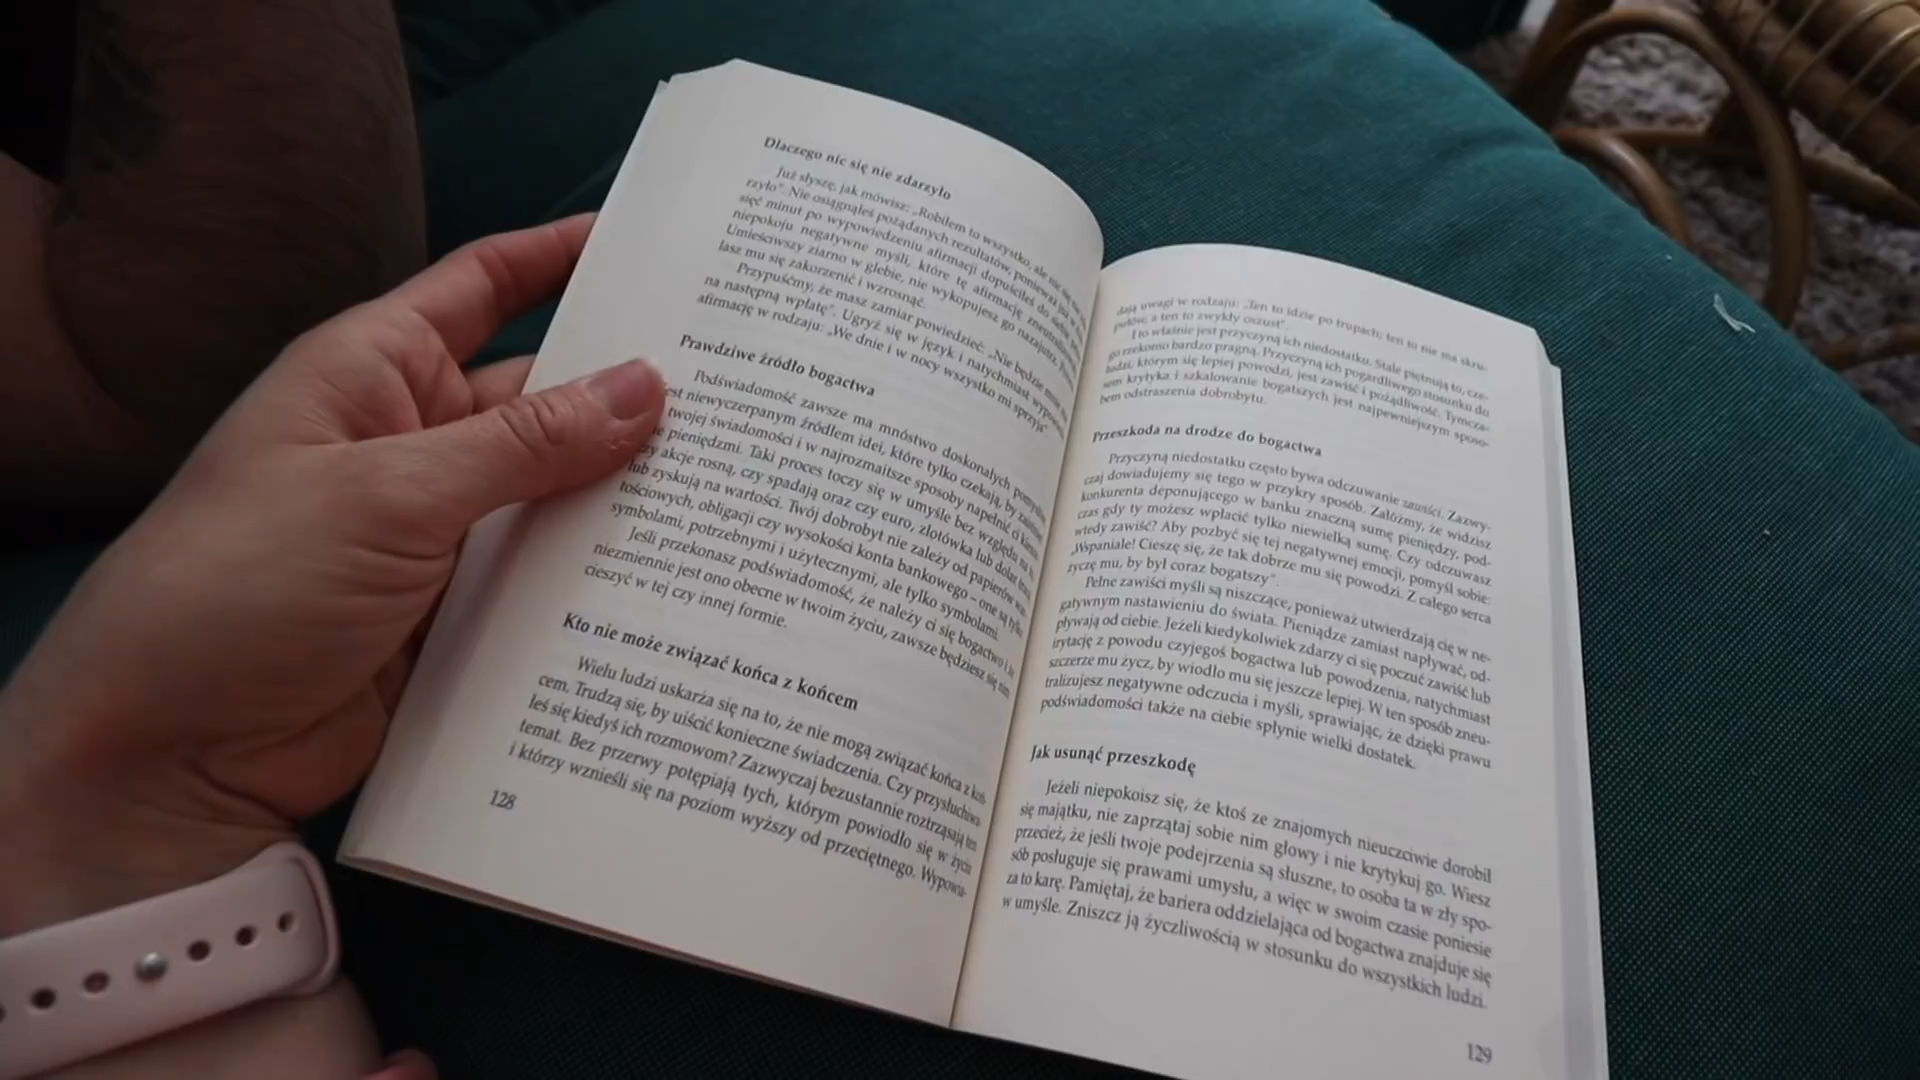 Dlaczego nic się nie zdarzyło
Już słyszę, jak mówisz: „Robiłem to wszystko, ale nic się nie zda-
rzyło”. Nie osiągnąłeś pożądanych rezultatów, ponieważ już w
sięć minut po wypowiedzeniu afirmacji dopuściłeś do siebie
niepokoju negatywne myśli, które tę afirmację zneutralizowały.
Umieściwszy ziarno w glebie, nie wykopujesz go nazajutrz.
lasz mu się zakorzenić i wzrosnąć.
Przypuśćmy, że masz zamiar powiedzieć: „Nie będzie mnie
na następną wpłatę”. Ugryź się w język i natychmiast wypowiedz
afirmację w rodzaju: „We dnie i w nocy wszystko mi sprzyja”.
Prawdziwe źródło bogactwa
Podświadomość zawsze ma mnóstwo doskonałych pomysłów
jest niewyczerpanym źródłem idei, które tylko czekają, by
twojej świadomości i w najrozmaitsze sposoby napełnić ci
pieniędzmi. Taki proces toczy się w umyśle bez względu na
akcje rosną, czy spadają oraz czy euro, złotówka lub dolar
lub zyskują na wartości. Twój dobrobyt nie zależy od papierów war-
tościowych, obligacji czy wysokości konta bankowego – one są tylko
symbolami, potrzebnymi i użytecznymi, ale tylko symbolami.
Jeśli przekonasz podświadomość, że należy ci się bogactwo i że
niezmiennie jest ono obecne w twoim życiu, zawsze będziesz się nim
cieszyć w tej czy innej formie.
Kto nie może związać końca z końcem
Wielu ludzi uskarża się na to, że nie mogą związać końca z koń-
cem. Trudzą się, by uiścić konieczne świadczenia. Czy przysłuchiwa-
łeś się kiedyś ich rozmowom? Zazwyczaj bezustannie roztrząsają ten
temat. Bez przerwy potępiają tych, którym powiodło się w życiu
i którzy wznieśli się na poziom wyższy od przeciętnego. Wypowia-
128
dają uwagi w rodzaju: „Ten to idzie po trupach; ten to nie ma skru-
pułów, a ten to zwykły oszust”.
I to właśnie jest przyczyną ich niedostatku. Stale piętnują to, cze-
go rzekomo bardzo pragną. Przyczyną ich pogardliwego stosunku do
ludzi, którym się lepiej powodzi, jest zawiść i pożądliwość. Tymcza-
sem krytyka i szkalowanie bogatszych jest najpewniejszym sposo-
bem odstraszenia dobrobytu.
Przeszkoda na drodze do bogactwa
Przyczyną niedostatku często bywa odczuwanie zawiści. Zazwy-
czaj dowiadujemy się tego w przykry sposób. Załóżmy, że widzisz
konkurenta deponującego w banku znaczną sumę pieniędzy, pod-
czas gdy ty możesz wpłacić tylko niewielką sumę. Czy odczuwasz
wtedy zawiść? Aby pozbyć się tej negatywnej emocji, pomyśl sobie:
„Wspaniale! Cieszę się, że tak dobrze mu się powodzi. Z całego serca
życzę mu, by był coraz bogatszy”.
Pełne zawiści myśli są niszczące, ponieważ utwierdzają cię w ne-
gatywnym nastawieniu do świata. Pieniądze zamiast napływać, od-
pływają od ciebie. Jeżeli kiedykolwiek zdarzy ci się poczuć zawiść lub
irytację z powodu czyjegoś bogactwa lub powodzenia, natychmiast
szczerze mu życz, by wiodło mu się jeszcze lepiej. W ten sposób zneu-
tralizujesz negatywne odczucia i myśli, sprawiając, że dzięki prawu
podświadomości także na ciebie spłynie wielki dostatek.
Jak usunąć przeszkodę
Jeżeli niepokoisz się, że ktoś ze znajomych nieuczciwie dorobił
się majątku, nie zaprzątaj sobie nim głowy i nie krytykuj go. Wiesz
przecież, że jeśli twoje podejrzenia są słuszne, to osoba ta w zły spo-
sób posługuje się prawami umysłu, a więc w swoim czasie poniesie
za to karę. Pamiętaj, że bariera oddzielająca od bogactwa znajduje się
w umyśle. Zniszcz ją życzliwością w stosunku do wszystkich ludzi.
129